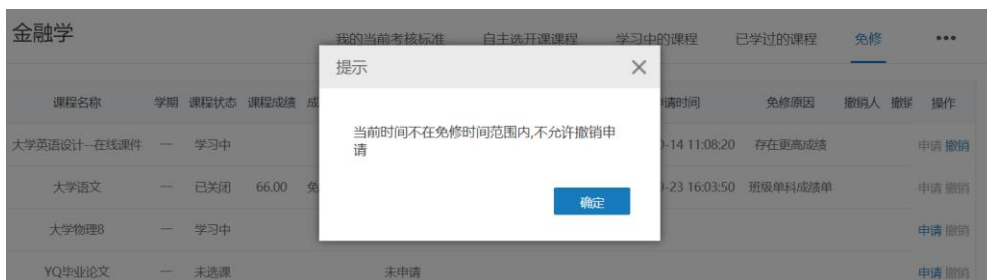 金融学
我的当前考核标准 自主选开课课程 学习中的课程 已学过的课程 免修 •••
提示
课程名称 学期 课程状态 课程成绩 成 请时间 免修原因 撤销人 撤销 操作
当前时间不在免修时间范围内,不允许撤销申
请
大学英语设计--在线课件 — 学习中 -14 11:08:20 存在更高成绩 申请 撤销
大学语文 — 已关闭 66.00 免 -23 16:03:50 班级单科成绩单 申请 撤销
确定
大学物理8 — 学习中 申请 撤销
YQ毕业论文 — 未选课 未申请 申请 撤销